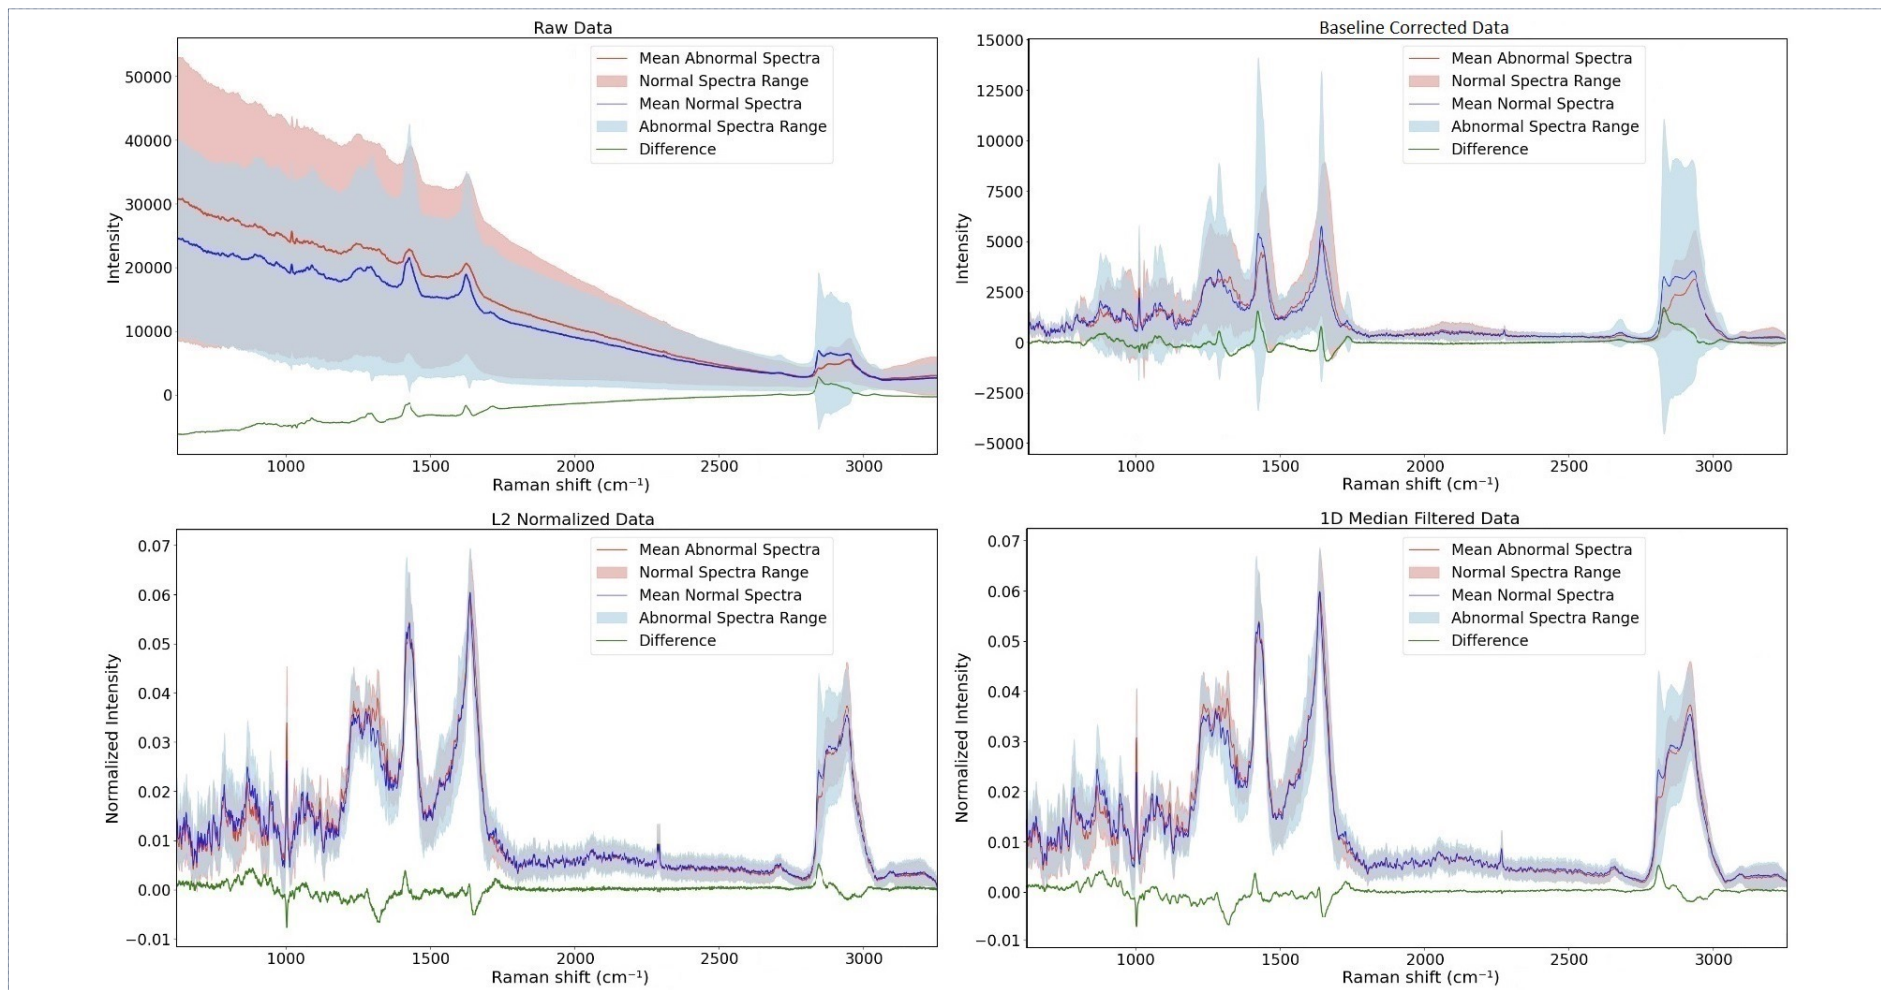 Raw Data
Intensity
50000
40000
30000
20000
10000
0
Mean Abnormal Spectra
Normal Spectra Range
Mean Normal Spectra
Abnormal Spectra Range
Difference
1000 1500 2000 2500 3000
Raman shift (cm⁻¹)
Baseline Corrected Data
Intensity
15000
12500
10000
7500
5000
2500
0
−2500
−5000
Mean Abnormal Spectra
Normal Spectra Range
Mean Normal Spectra
Abnormal Spectra Range
Difference
1000 1500 2000 2500 3000
Raman shift (cm⁻¹)
L2 Normalized Data
Normalized Intensity
0.07
0.06
0.05
0.04
0.03
0.02
0.01
0.00
−0.01
Mean Abnormal Spectra
Normal Spectra Range
Mean Normal Spectra
Abnormal Spectra Range
Difference
1000 1500 2000 2500 3000
Raman shift (cm⁻¹)
1D Median Filtered Data
Normalized Intensity
0.07
0.06
0.05
0.04
0.03
0.02
0.01
0.00
−0.01
Mean Abnormal Spectra
Normal Spectra Range
Mean Normal Spectra
Abnormal Spectra Range
Difference
1000 1500 2000 2500 3000
Raman shift (cm⁻¹)